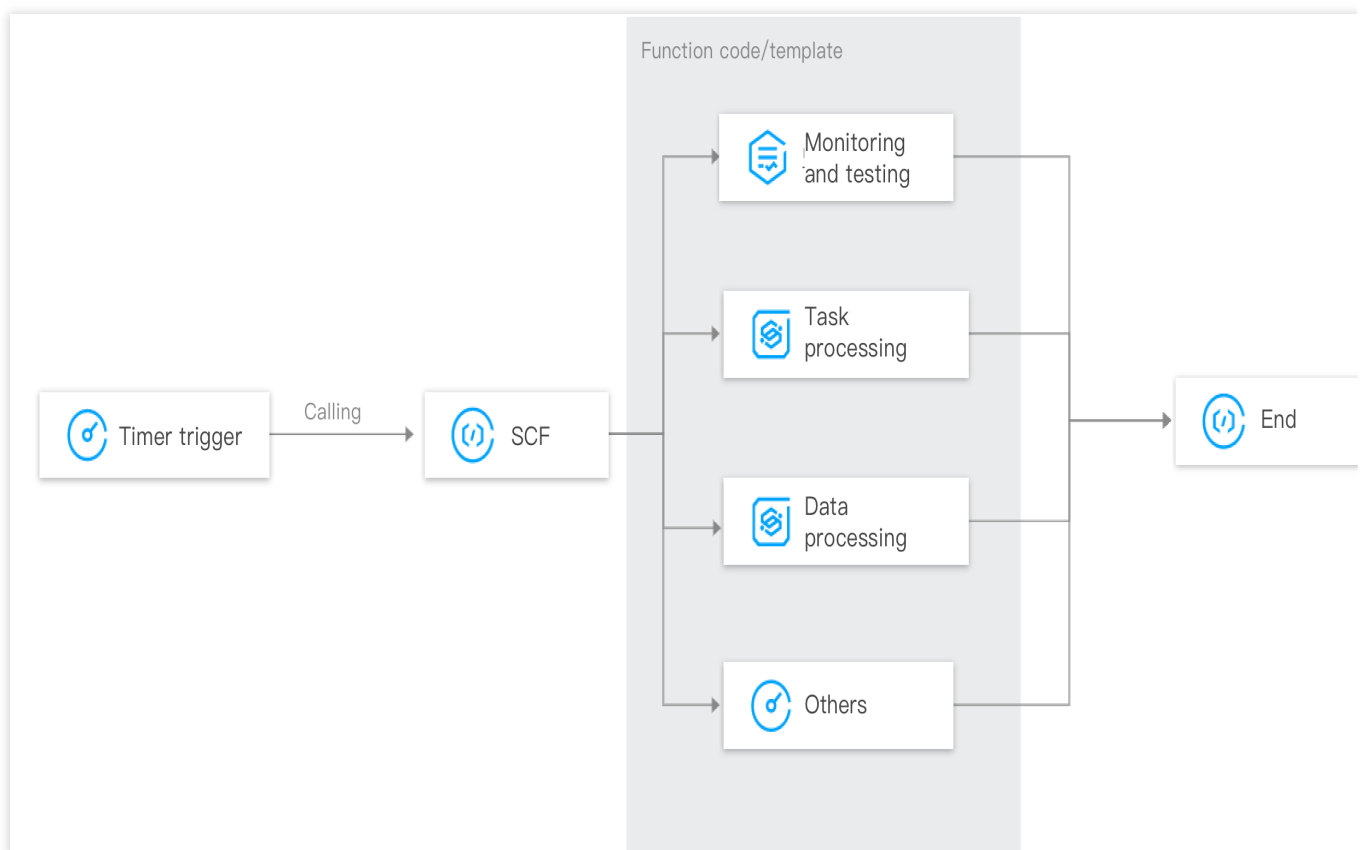 Function code/template
Monitoring
and testing
Task
processing
Timer trigger
Calling
SCF
End
Data
processing
Others